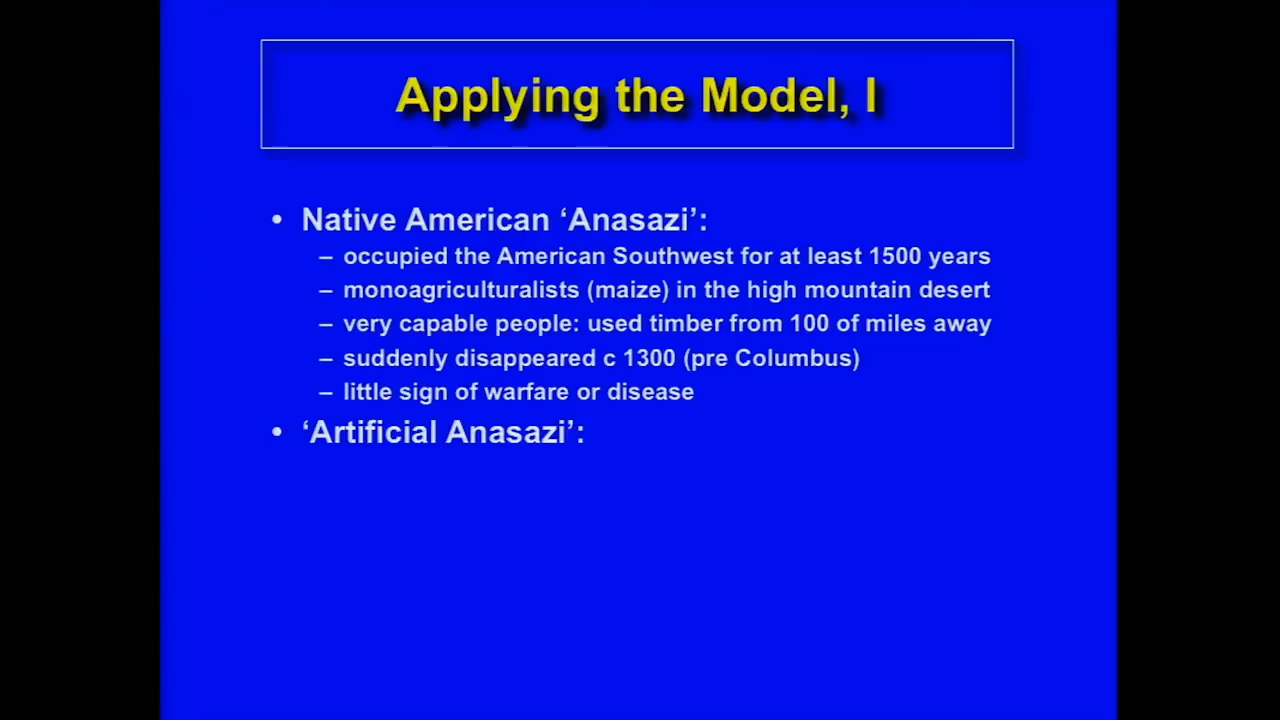 Applying the Model, I
• Native American ‘Anasazi’:
– occupied the American Southwest for at least 1500 years
– monoagriculturalists (maize) in the high mountain desert
– very capable people: used timber from 100 of miles away
– suddenly disappeared c 1300 (pre Columbus)
– little sign of warfare or disease
• ‘Artificial Anasazi’: